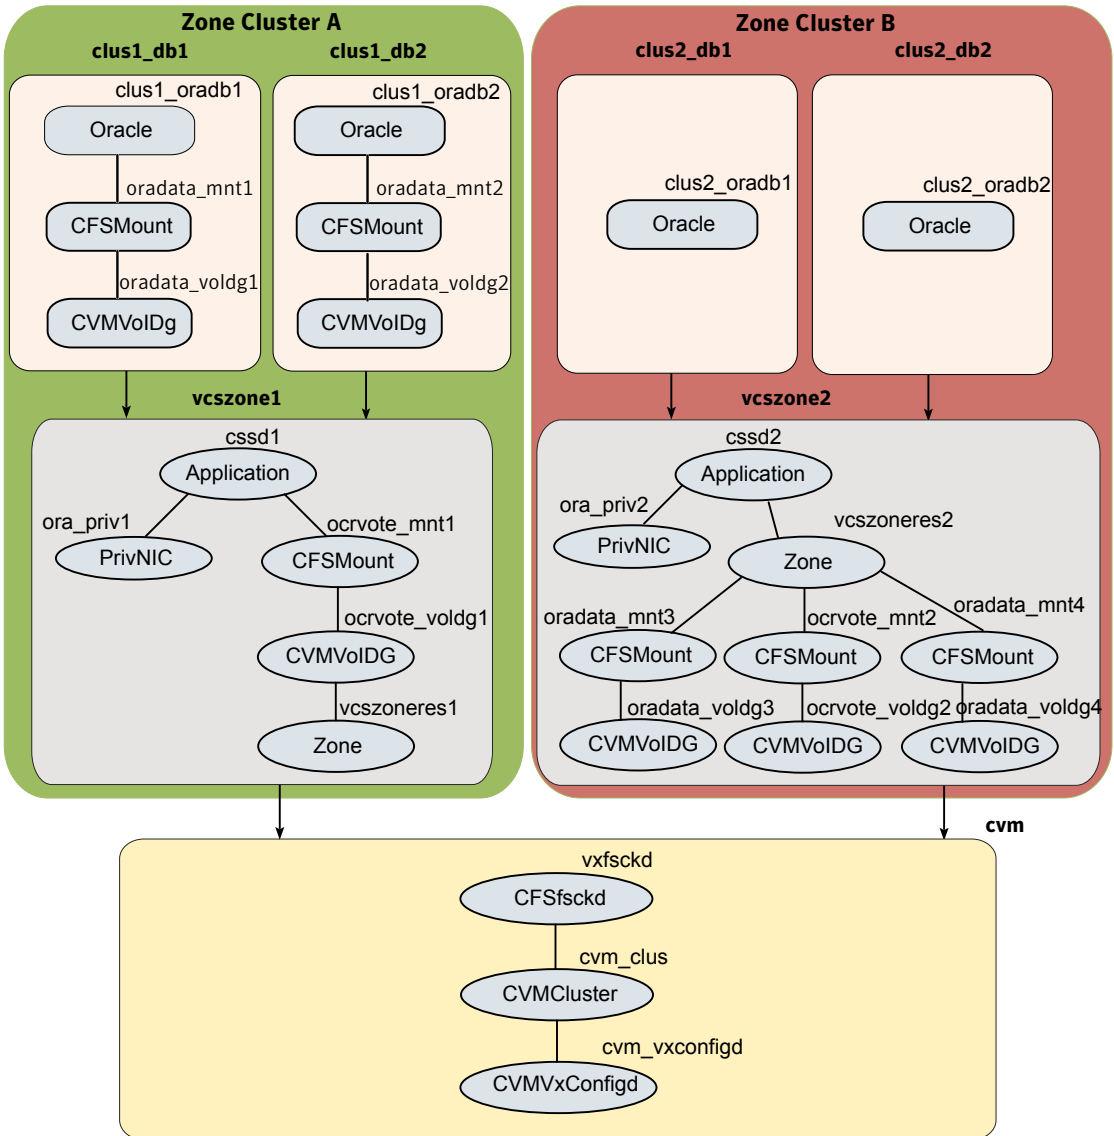 Zone Cluster A
clus1_db1
clus1_db2
clus1_oradb1
Oracle
oradata_mnt1
CFSMount
oradata_voldg1
CVMVolDg
clus1_oradb2
Oracle
oradata_mnt2
CFSMount
oradata_voldg2
CVMVolDg
vcszone1
cssd1
Application
ora_priv1
PrivNIC
ocrvote_mnt1
CFSMount
ocrvote_voldg1
CVMVolDG
vcszoneres1
Zone
Zone Cluster B
clus2_db1
clus2_db2
clus2_oradb1
Oracle
clus2_oradb2
Oracle
vcszone2
cssd2
Application
ora_priv2
PrivNIC
vcszoneres2
Zone
oradata_mnt3
CFSMount
oradata_voldg3
CVMVolDG
ocrvote_mnt2
CFSMount
ocrvote_voldg2
CVMVolDG
oradata_mnt4
CFSMount
oradata_voldg4
CVMVolDG
cvm
vxfsckd
CFSfsckd
cvm_clus
CVMCluster
cvm_vxconfigd
CVMVxConfigd